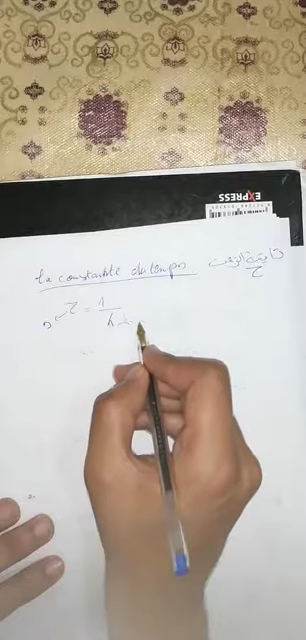 EXPRESS
la constante du temps ثابتة الزمن
τ
τ = 1
λ